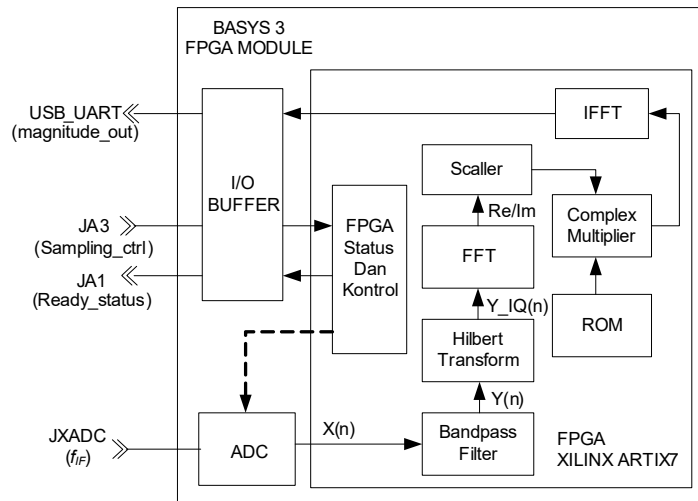 BASYS 3
FPGA MODULE
USB_UART
(magnitude_out)
IFFT
Scaller
I/O
BUFFER
FPGA
Status
Dan
Kontrol
Re/Im
Complex
Multiplier
JA3
(Sampling_ctrl)
FFT
JA1
(Ready_status)
Y_IQ(n)
ROM
Hilbert
Transform
Y(n)
JXADC
(f_IF)
ADC
X(n)
Bandpass
Filter
FPGA
XILINX ARTIX7